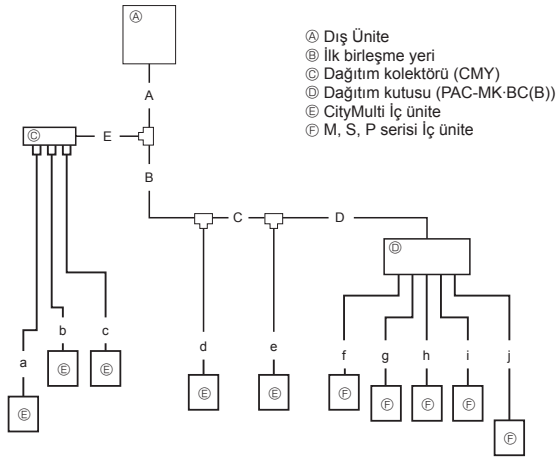 Ⓐ
Ⓐ Dış Ünite
Ⓑ İlk birleşme yeri
Ⓒ Dağıtım kolektörü (CMY)
Ⓓ Dağıtım kutusu (PAC-MK·BC(B))
Ⓔ CityMulti İç ünite
Ⓕ M, S, P serisi İç ünite
A
Ⓒ
E
B
C
D
Ⓓ
a
b
c
d
e
f
g
h
i
j
Ⓔ
Ⓔ
Ⓔ
Ⓔ
Ⓔ
Ⓕ
Ⓕ
Ⓕ
Ⓕ
Ⓕ